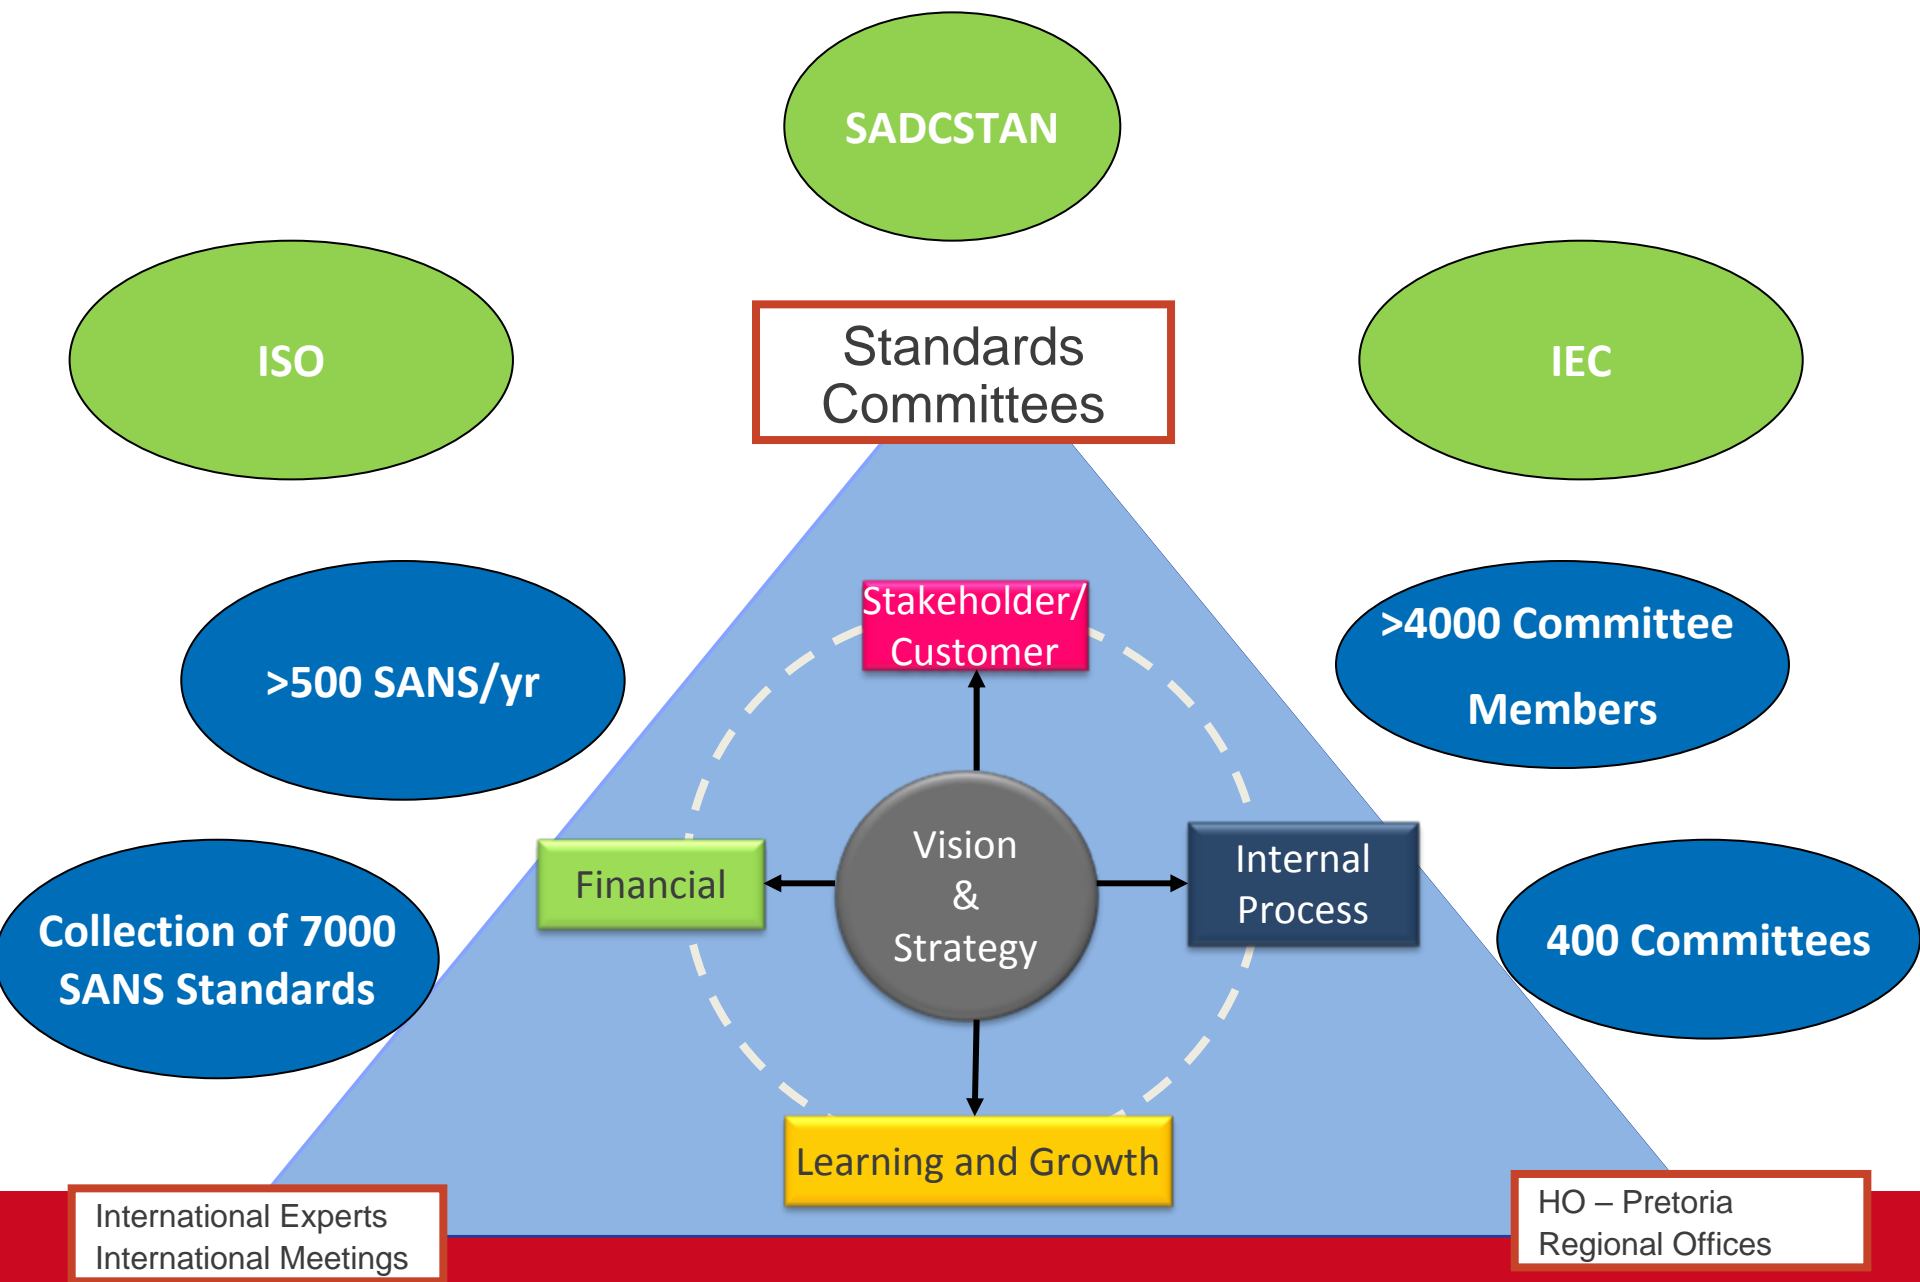 SADCSTAN
ISO
Standards
Committees
IEC
>500 SANS/yr
Stakeholder/
Customer
>4000 Committee
Members
Financial
Vision
&
Strategy
Internal
Process
Collection of 7000
SANS Standards
400 Committees
Learning and Growth
International Experts
International Meetings
HO – Pretoria
Regional Offices